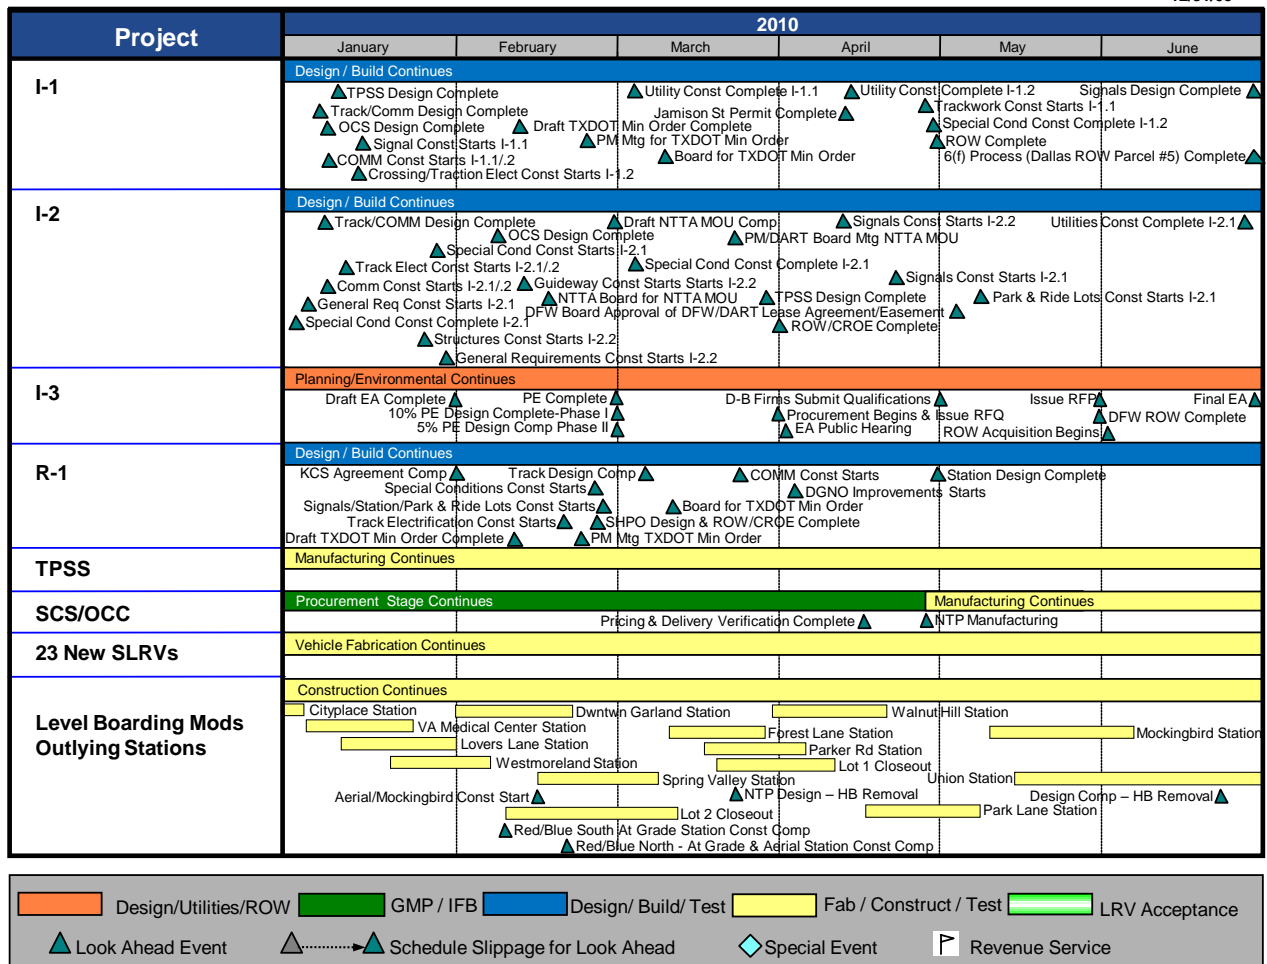 Project
2010
January February March April May June
I-1
Design / Build Continues
TPSS Design Complete
Utility Const Complete I-1.1
Utility Const Complete I-1.2
Signals Design Complete
Track/Comm Design Complete
Jamison St Permit Complete
Trackwork Const Starts I-1.1
OCS Design Complete
Draft TXDOT Min Order Complete
Special Cond Const Complete I-1.2
Signal Const Starts I-1.1
PM Mtg for TXDOT Min Order
ROW Complete
COMM Const Starts I-1.1/.2
Board for TXDOT Min Order
6(f) Process (Dallas ROW Parcel #5) Complete
Crossing/Traction Elect Const Starts I-1.2
I-2
Design / Build Continues
Track/COMM Design Complete
Draft NTTA MOU Comp
Signals Const Starts I-2.2
Utilities Const Complete I-2.1
OCS Design Complete
PM/DART Board Mtg NTTA MOU
Special Cond Const Starts I-2.1
Track Elect Const Starts I-2.1/.2
Special Cond Const Complete I-2.1
Signals Const Starts I-2.1
Comm Const Starts I-2.1/.2
Guideway Const Starts Starts I-2.2
General Req Const Starts I-2.1
NTTA Board for NTTA MOU
TPSS Design Complete
Park & Ride Lots Const Starts I-2.1
DFW Board Approval of DFW/DART Lease Agreement/Easement
Special Cond Const Complete I-2.1
ROW/CROE Complete
Structures Const Starts I-2.2
General Requirements Const Starts I-2.2
I-3
Planning/Environmental Continues
Draft EA Complete
PE Complete
D-B Firms Submit Qualifications
Issue RFP
Final EA
10% PE Design Complete-Phase I
Procurement Begins & Issue RFQ
DFW ROW Complete
5% PE Design Comp Phase II
EA Public Hearing
ROW Acquisition Begins
R-1
Design / Build Continues
KCS Agreement Comp
Track Design Comp
COMM Const Starts
Station Design Complete
Special Conditions Const Starts
DGNO Improvements Starts
Signals/Station/Park & Ride Lots Const Starts
Board for TXDOT Min Order
Track Electrification Const Starts
SHPO Design & ROW/CROE Complete
Draft TXDOT Min Order Complete
PM Mtg TXDOT Min Order
TPSS
Manufacturing Continues
SCS/OCC
Procurement Stage Continues
Manufacturing Continues
Pricing & Delivery Verification Complete
NTP Manufacturing
23 New SLRVs
Vehicle Fabrication Continues
Level Boarding Mods
Outlying Stations
Construction Continues
Cityplace Station
Dwntwn Garland Station
Walnut Hill Station
VA Medical Center Station
Forest Lane Station
Mockingbird Station
Lovers Lane Station
Parker Rd Station
Westmoreland Station
Lot 1 Closeout
Spring Valley Station
Union Station
Aerial/Mockingbird Const Start
NTP Design – HB Removal
Design Comp – HB Removal
Lot 2 Closeout
Park Lane Station
Red/Blue South At Grade Station Const Comp
Red/Blue North - At Grade & Aerial Station Const Comp
Design/Utilities/ROW
GMP / IFB
Design/ Build/ Test
Fab / Construct / Test
LRV Acceptance
Look Ahead Event
Schedule Slippage for Look Ahead
Special Event
Revenue Service